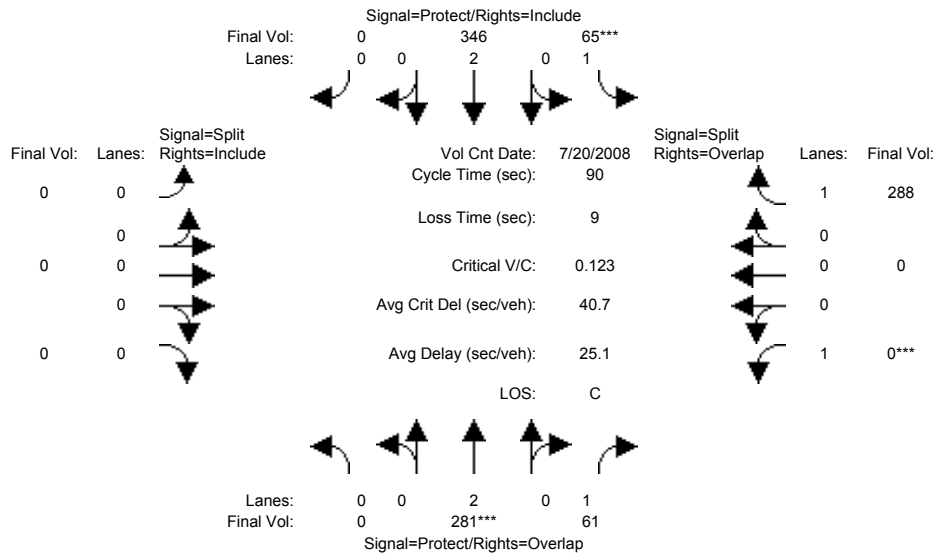 Signal=Protect/Rights=Include
Final Vol: 0 346 65***
Lanes: 0 0 2 0 1
Signal=Split Signal=Split
Final Vol: Lanes: Rights=Include Vol Cnt Date: 7/20/2008 Rights=Overlap Lanes: Final Vol:
Cycle Time (sec): 90
0 0 1 288
Loss Time (sec): 9
0 0
0 0 Critical V/C: 0.123 0 0
0 Avg Crit Del (sec/veh): 40.7 0
0 0 Avg Delay (sec/veh): 25.1 1 0***
LOS: C
Lanes: 0 0 2 0 1
Final Vol: 0 281*** 61
Signal=Protect/Rights=Overlap